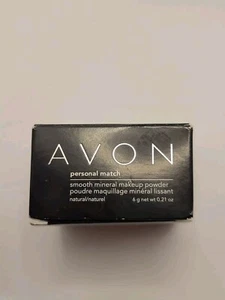 AVON
personal match
smooth mineral makeup powder
poudre maquillage minéral lissant
natural/naturel 6 g net wt 0.21 oz